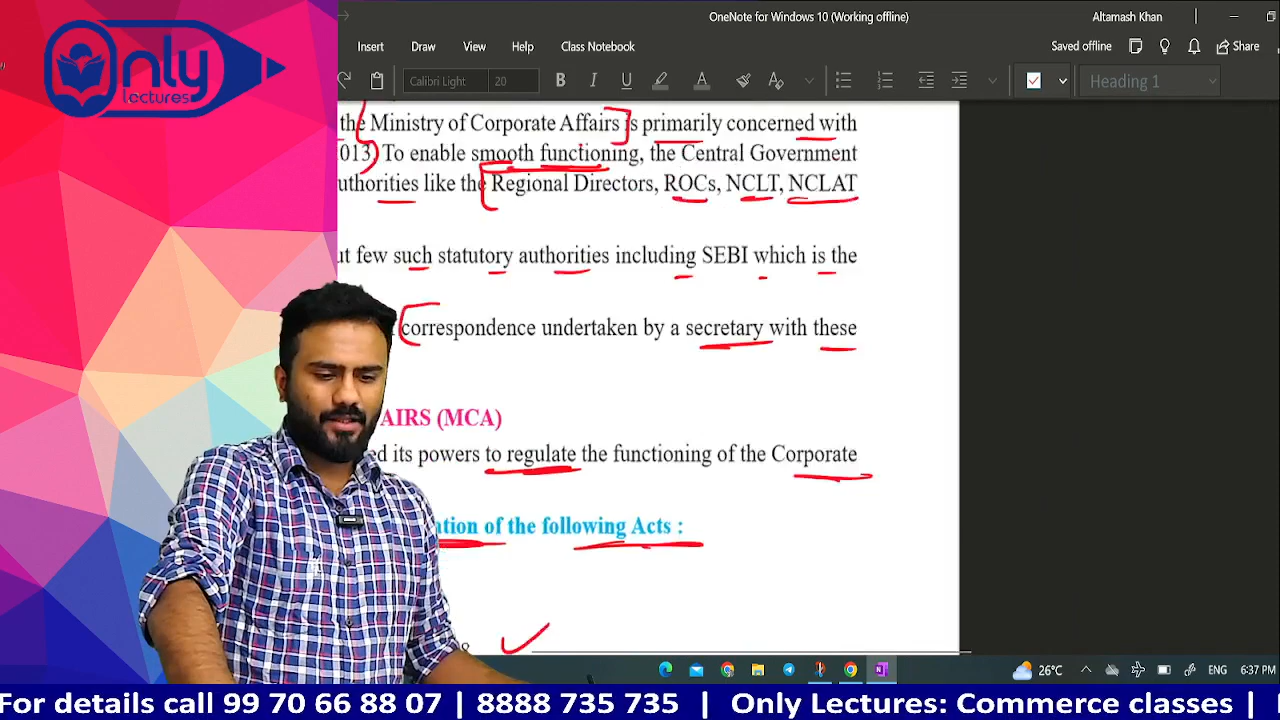 Only
lectures
OneNote for Windows 10 (Working offline)
Altamash Khan
Insert Draw View Help Class Notebook
Saved offline
Share
Calibri Light 20
B I U A
Heading 1
the Ministry of Corporate Affairs is primarily concerned with
013. To enable smooth functioning, the Central Government
uthorities like the Regional Directors, ROCs, NCLT, NCLAT
ut few such statutory authorities including SEBI which is the
correspondence undertaken by a secretary with these
AIRS (MCA)
ed its powers to regulate the functioning of the Corporate
ation of the following Acts :
8
26°C
ENG
6:37 PM
For details call 99 70 66 88 07 | 8888 735 735 | Only Lectures: Commerce classes |